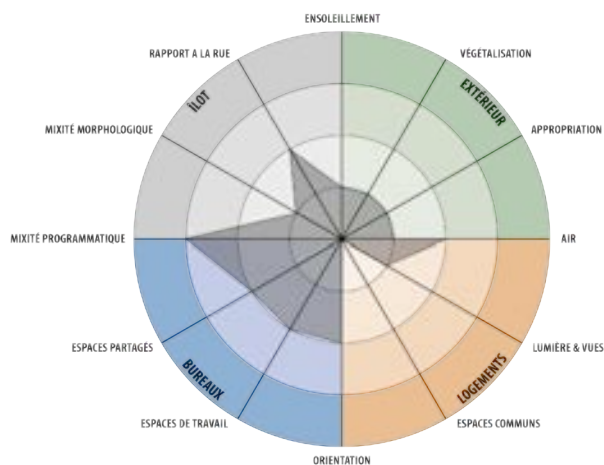 ENSOLEILLEMENT
RAPPORT A LA RUE
VÉGÉTALISATION
ÎLOT
EXTÉRIEUR
MIXITÉ MORPHOLOGIQUE
APPROPRIATION
MIXITÉ PROGRAMMATIQUE
AIR
ESPACES PARTAGÉS
LUMIÈRE & VUES
BUREAUX
LOGEMENTS
ESPACES DE TRAVAIL
ESPACES COMMUNS
ORIENTATION